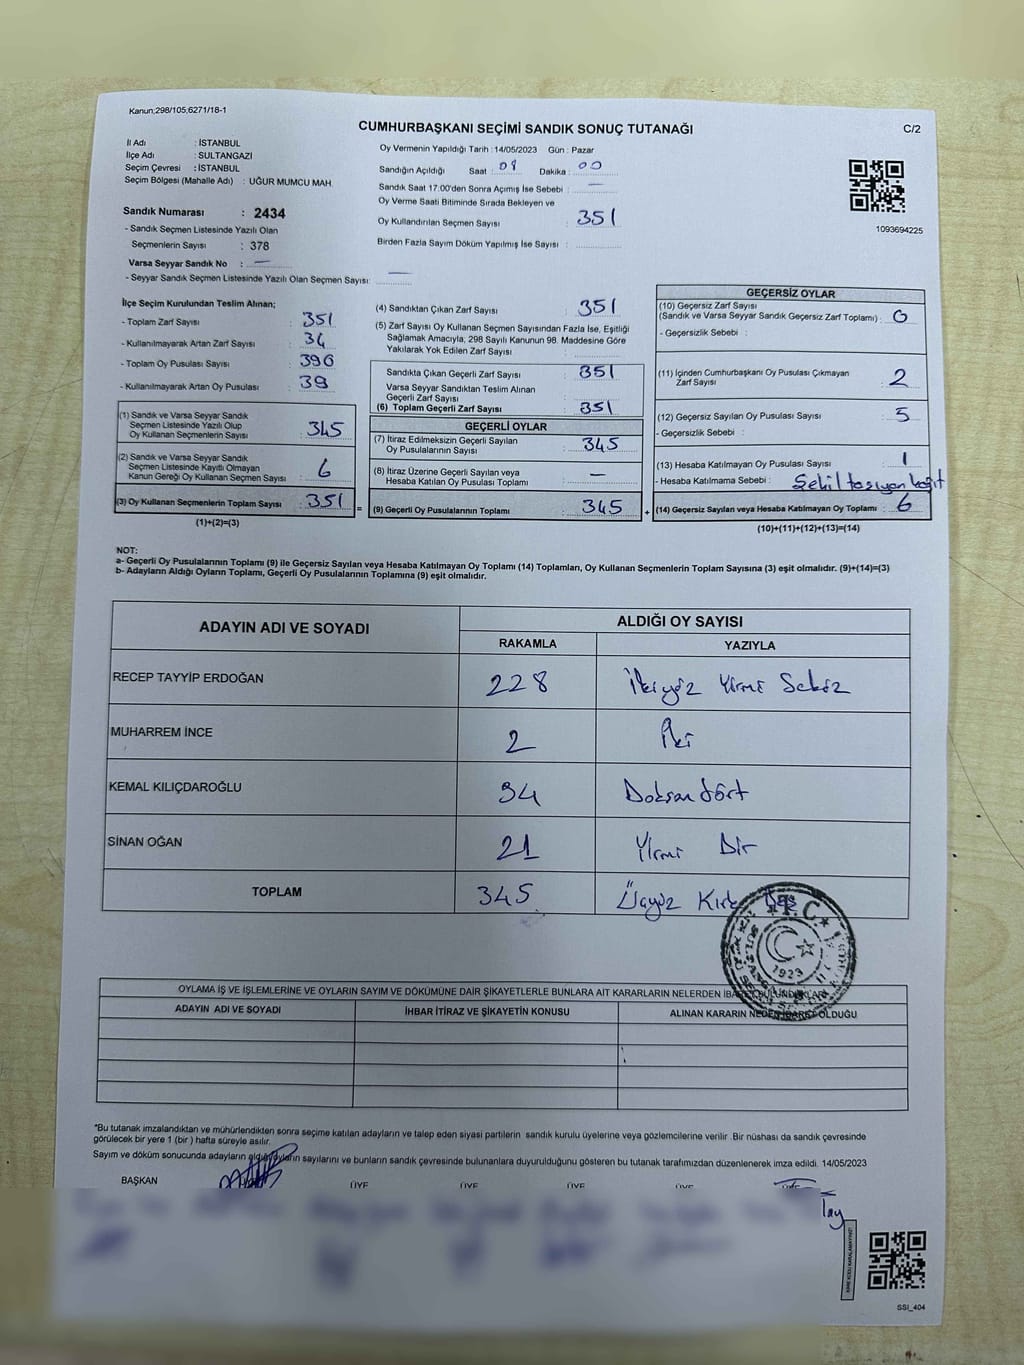 Kanun;298/105;6271/18-1
CUMHURBAŞKANI SEÇİMİ SANDIK SONUÇ TUTANAĞI
C/2
İl Adı : İSTANBUL
İlçe Adı : SULTANGAZİ
Seçim Çevresi : İSTANBUL
Seçim Bölgesi (Mahalle Adı) : UĞUR MUMCU MAH.
Sandık Numarası : 2434
- Sandık Seçmen Listesinde Yazılı Olan
Seçmenlerin Sayısı : 378
Varsa Seyyar Sandık No : —
- Seyyar Sandık Seçmen Listesinde Yazılı Olan Seçmen Sayısı: —
Oy Vermenin Yapıldığı Tarih : 14/05/2023 Gün : Pazar
Sandığın Açıldığı Saat : 08 Dakika : 00
Sandık Saat 17.00'den Sonra Açımış İse Sebebi : —
Oy Verme Saati Bitiminde Sırada Bekleyen ve
Oy Kullandırılan Seçmen Sayısı : 351
Birden Fazla Sayım Döküm Yapılmış İse Sayısı :
1093694225
İlçe Seçim Kurulundan Teslim Alınan;
- Toplam Zarf Sayısı : 351
- Kullanılmayarak Artan Zarf Sayısı : 34
- Toplam Oy Pusulası Sayısı : 390
- Kullanılmayarak Artan Oy Pusulası : 39
(1) Sandık ve Varsa Seyyar Sandık
Seçmen Listesinde Yazılı Olup
Oy Kullanan Seçmenlerin Sayısı : 345
(2) Sandık ve Varsa Seyyar Sandık
Seçmen Listesinde Kayıtlı Olmayan
Kanun Gereği Oy Kullanan Seçmen Sayısı : 6
(3) Oy Kullanan Seçmenlerin Toplam Sayısı : 351
(1)+(2)=(3)
(4) Sandıktan Çıkan Zarf Sayısı : 351
(5) Zarf Sayısı Oy Kullanan Seçmen Sayısından Fazla İse, Eşitliği
Sağlamak Amacıyla; 298 Sayılı Kanunun 98. Maddesine Göre
Yakılarak Yok Edilen Zarf Sayısı :
Sandıkta Çıkan Geçerli Zarf Sayısı : 351
Varsa Seyyar Sandıktan Teslim Alınan
Geçerli Zarf Sayısı :
(6) Toplam Geçerli Zarf Sayısı : 351
GEÇERLİ OYLAR
(7) İtiraz Edilmeksizin Geçerli Sayılan
Oy Pusulalarının Sayısı : 345
(8) İtiraz Üzerine Geçerli Sayılan veya
Hesaba Katılan Oy Pusulası Toplamı : —
= (9) Geçerli Oy Pusulalarının Toplamı : 345
GEÇERSİZ OYLAR
(10) Geçersiz Zarf Sayısı
(Sandık ve Varsa Seyyar Sandık Geçersiz Zarf Toplamı) : 0
- Geçersizlik Sebebi :
(11) İçinden Cumhurbaşkanı Oy Pusulası Çıkmayan
Zarf Sayısı : 2
(12) Geçersiz Sayılan Oy Pusulası Sayısı : 5
- Geçersizlik Sebebi :
(13) Hesaba Katılmayan Oy Pusulası Sayısı : 1
- Hesaba Katılmama Sebebi : Şekil taşıyan kağıt
+ (14) Geçersiz Sayılan veya Hesaba Katılmayan Oy Toplamı : 6
(10)+(11)+(12)+(13)=(14)
NOT:
a- Geçerli Oy Pusulalarının Toplamı (9) ile Geçersiz Sayılan veya Hesaba Katılmayan Oy Toplamı (14) Toplamları, Oy Kullanan Seçmenlerin Toplam Sayısına (3) eşit olmalıdır. (9)+(14)=(3)
b- Adayların Aldığı Oyların Toplamı, Geçerli Oy Pusulalarının Toplamına (9) eşit olmalıdır.
ADAYIN ADI VE SOYADI
ALDIĞI OY SAYISI
RAKAMLA YAZIYLA
RECEP TAYYİP ERDOĞAN 228 İkiyüz Yirmi Sekiz
MUHARREM İNCE 2 İki
KEMAL KILIÇDAROĞLU 94 Doksan dört
SİNAN OĞAN 21 Yirmi Bir
TOPLAM 345 Üçyüz Kırk Beş
T.C
1923
OYLAMA İŞ VE İŞLEMLERİNE VE OYLARIN SAYIM VE DÖKÜMÜNE DAİR ŞİKAYETLERLE BUNLARA AİT KARARLARIN NELERDEN İBARET BULUNDUKLARI
ADAYIN ADI VE SOYADI İHBAR İTİRAZ VE ŞİKAYETİN KONUSU ALINAN KARARIN NEDEN İBARET OLDUĞU
*Bu tutanak imzalandıktan ve mühürlendikten sonra seçime katılan adayların ve talep eden siyasi partilerin sandık kurulu üyelerine veya gözlemcilerine verilir .Bir nüshası da sandık çevresinde
görülecek bir yere 1 (bir ) hafta süreyle asılır.
Sayım ve döküm sonucunda adayların aldığı oyların sayılarını ve bunların sandık çevresinde bulunanlara duyurulduğunu gösteren bu tutanak tarafımızdan düzenlenerek imza edildi. 14/05/2023
BAŞKAN ÜYE ÜYE ÜYE ÜYE ÜYE
KARE KODU KARALAMAYINIZ!
SSI_404